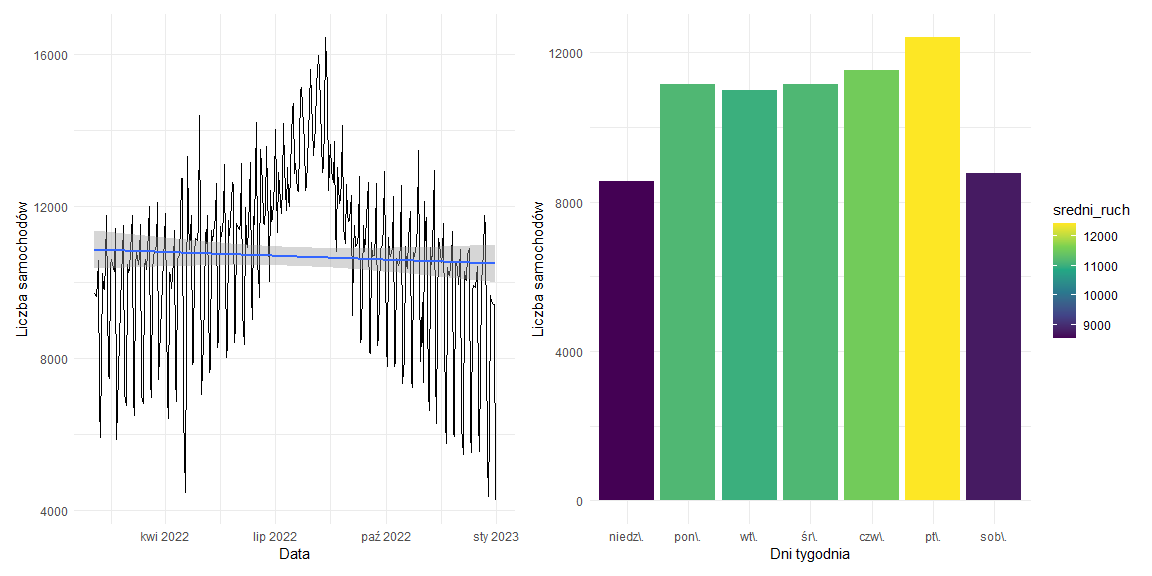 Liczba samochodów
16000
12000
8000
4000
kwi 2022
lip 2022
paź 2022
sty 2023
Data
Liczba samochodów
12000
8000
4000
0
niedz\.
pon\.
wt\.
śr\.
czw\.
pt\.
sob\.
Dni tygodnia
sredni_ruch
12000
11000
10000
9000